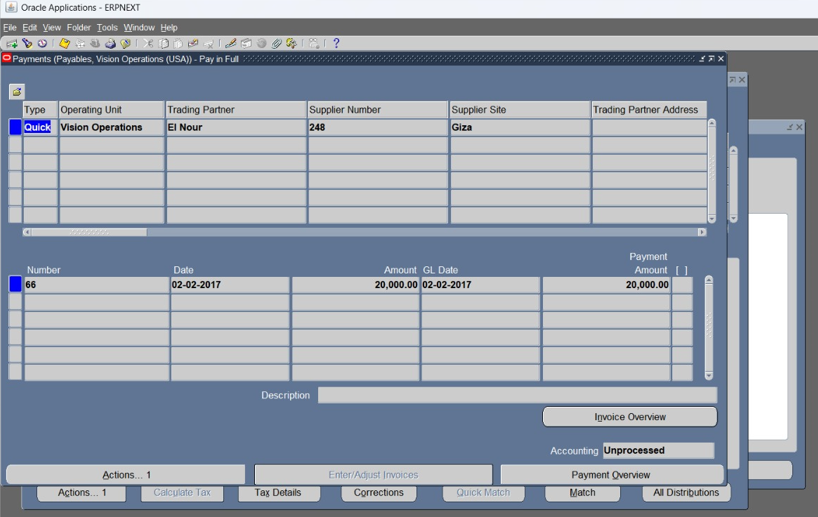 Oracle Applications - ERPNEXT
File Edit View Folder Tools Window Help
Payments (Payables, Vision Operations (USA)) - Pay in Full
Type Operating Unit Trading Partner Supplier Number Supplier Site Trading Partner Address
Quick Vision Operations El Nour 248 Giza
Payment
Number Date Amount GL Date Amount [ ]
66 02-02-2017 20,000.00 02-02-2017 20,000.00
Description
Invoice Overview
Accounting Unprocessed
Actions... 1 Enter/Adjust Invoices Payment Overview
Actions... 1 Calculate Tax Tax Details Corrections Quick Match Match All Distributions